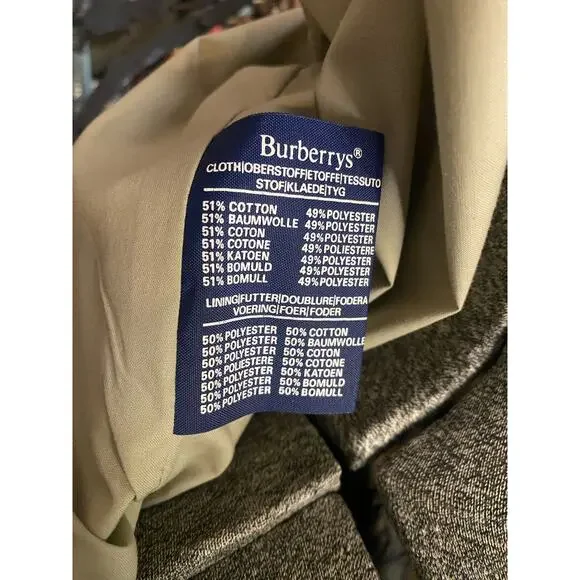 Burberrys®
CLOTH|OBERSTOFF|ETOFFE|TESSUTO
STOF|KLAEDE|TYG
51% COTTON 49% POLYESTER
51% BAUMWOLLE 49% POLYESTER
51% COTON 49% POLYESTER
51% COTONE 49% POLIESTERE
51% KATOEN 49% POLYESTER
51% BOMULD 49% POLYESTER
51% BOMULL 49% POLYESTER
LINING|FUTTER|DOUBLURE|FODERA
VOERING|FOER|FODER
50% POLYESTER 50% COTTON
50% POLYESTER 50% BAUMWOLLE
50% POLYESTER 50% COTON
50% POLIESTERE 50% COTONE
50% POLYESTER 50% KATOEN
50% POLYESTER 50% BOMULD
50% POLYESTER 50% BOMULL